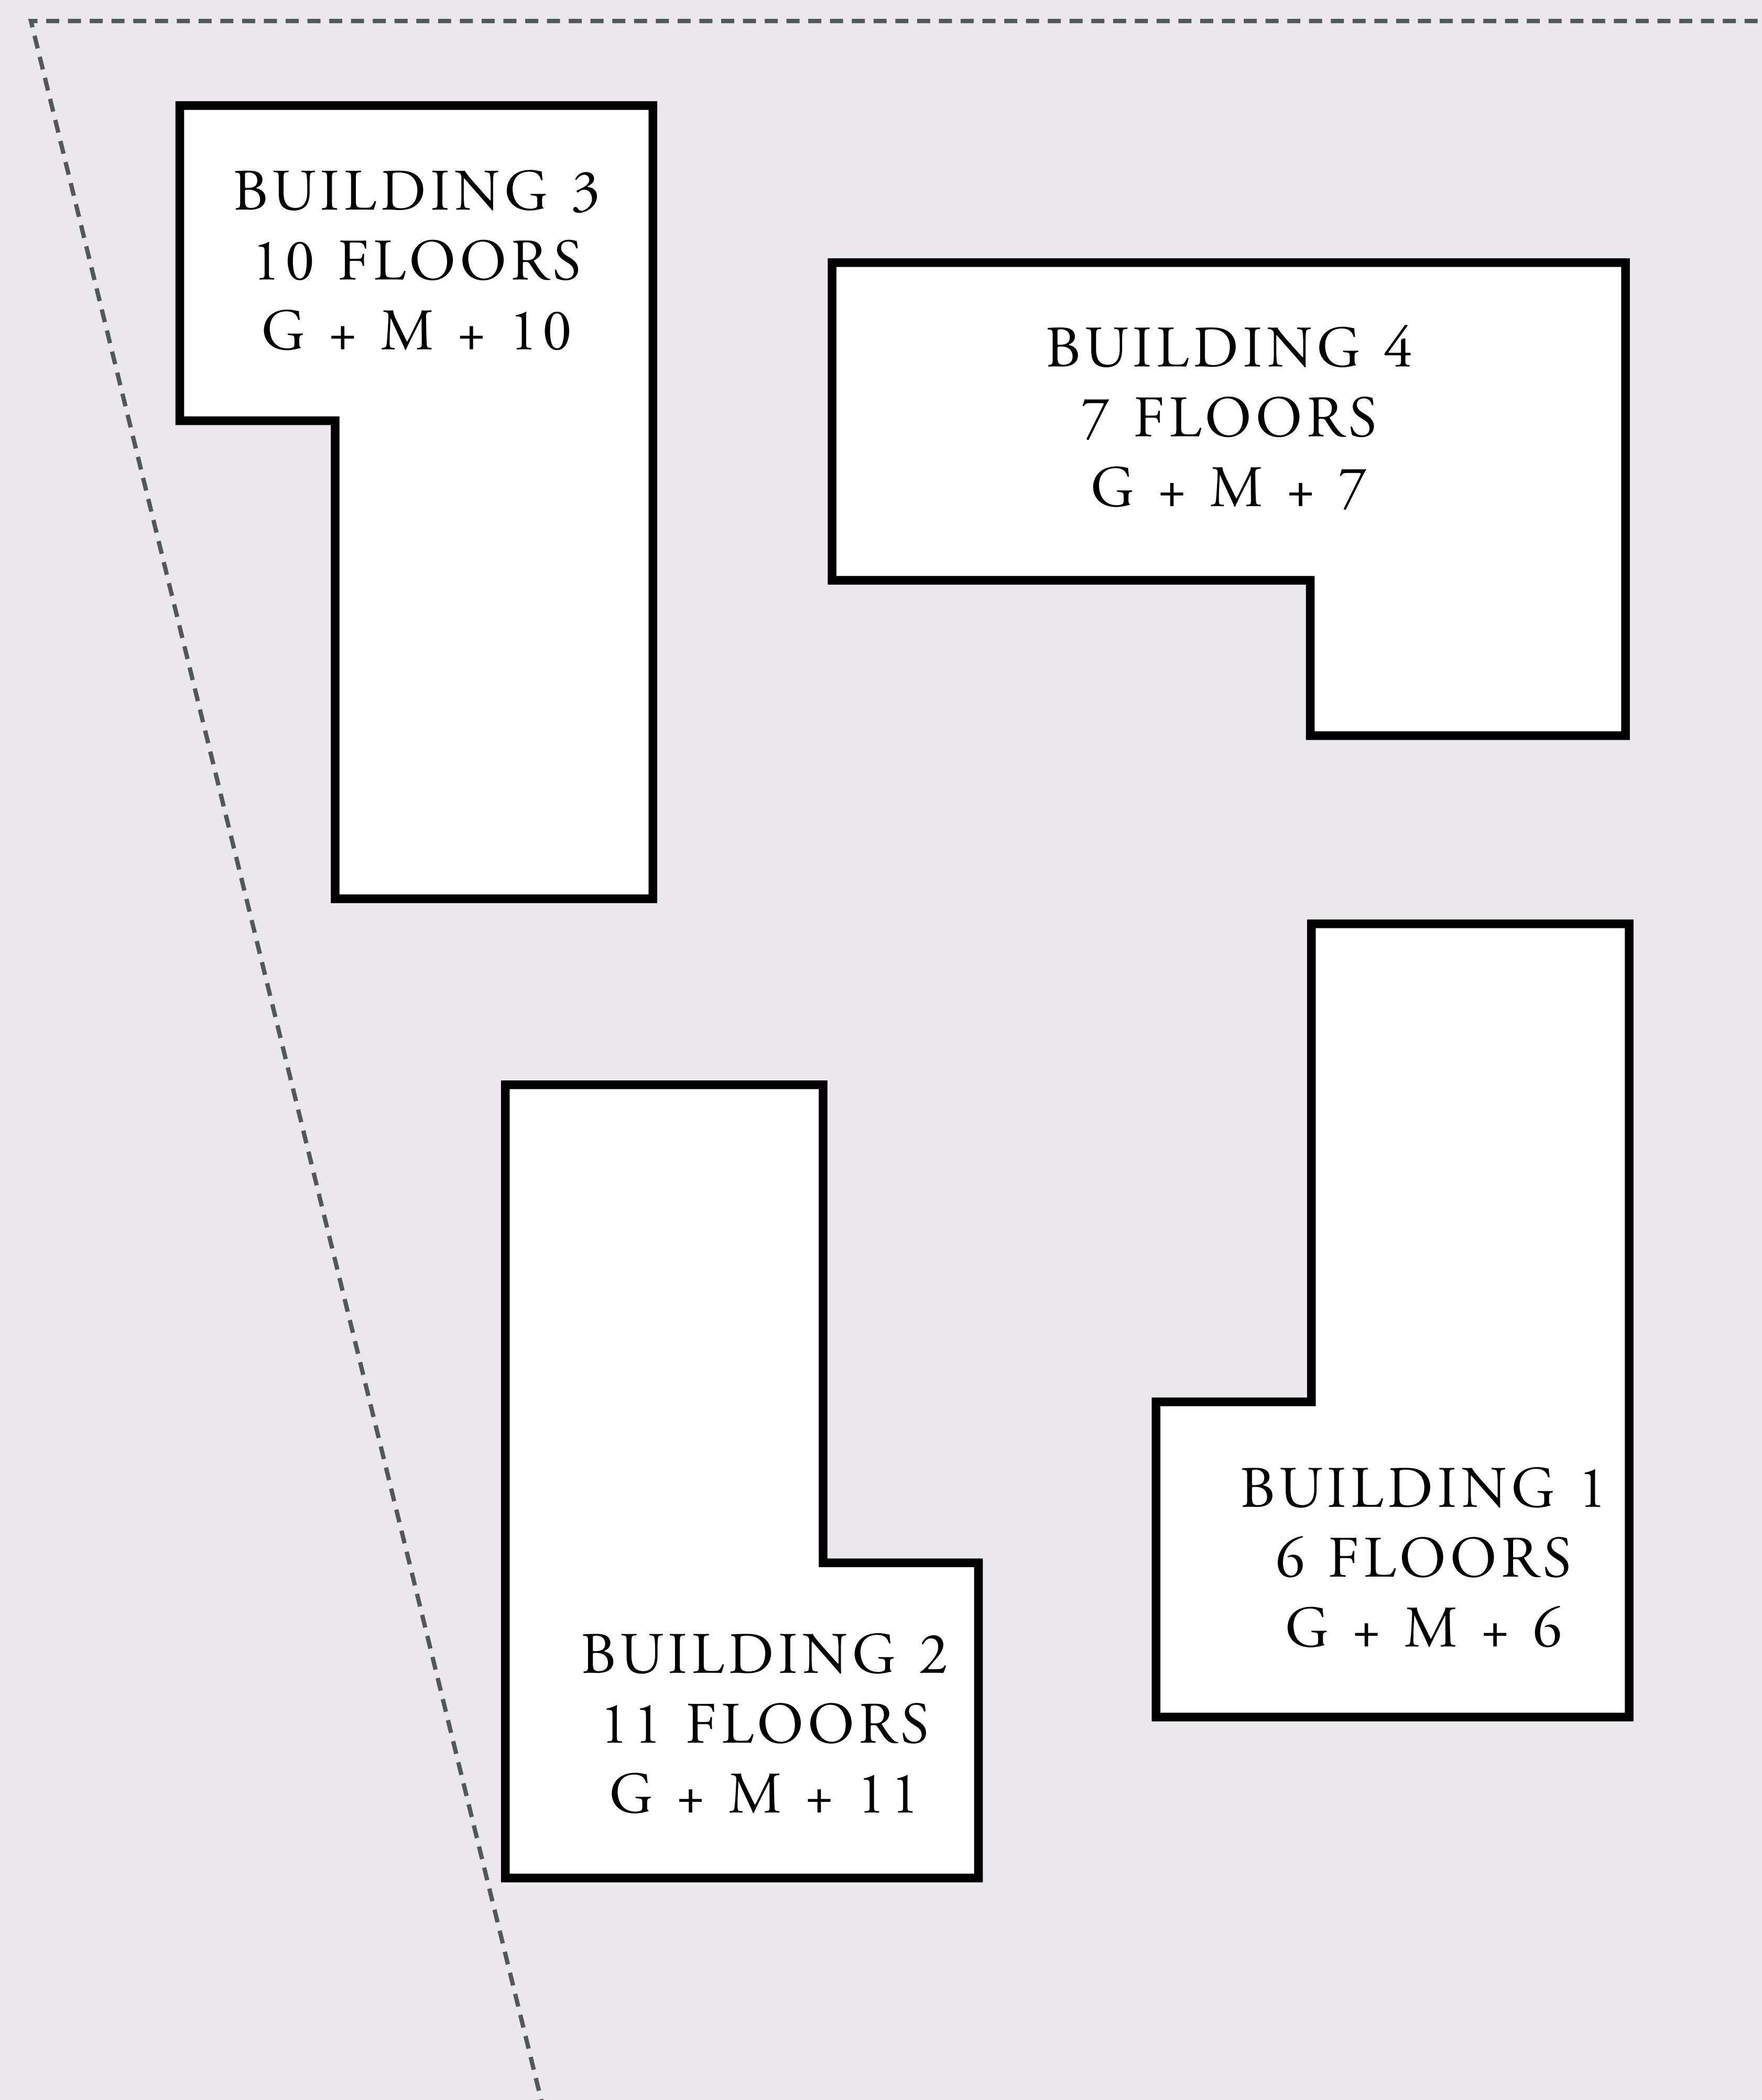 BUILDING 3
10 FLOORS
G + M + 10
BUILDING 4
7 FLOORS
G + M + 7
BUILDING 1
6 FLOORS
G + M + 6
BUILDING 2
11 FLOORS
G + M + 11